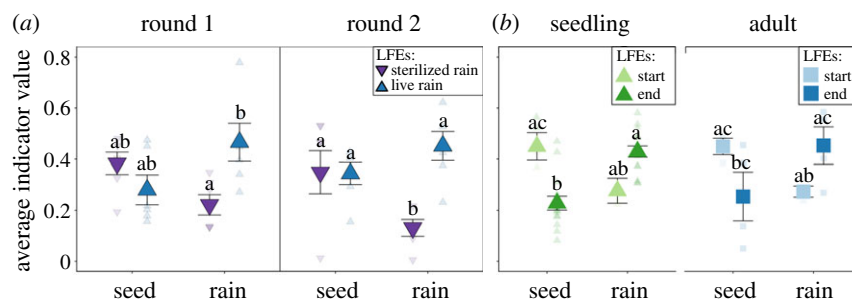 (a) round 1 round 2 (b) seedling adult
average indicator value
0.8
0.6
0.4
0.2
0
LFEs:
sterilized rain
live rain
LFEs:
start
end
LFEs:
start
end
ab ab a b
a a b a
ac b ab a
ac bc ab ac
seed rain seed rain seed rain seed rain